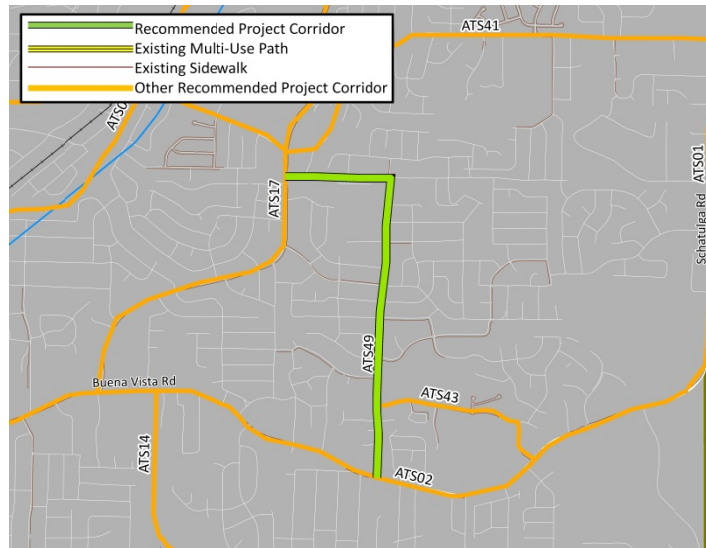 Recommended Project Corridor
Existing Multi-Use Path
Existing Sidewalk
Other Recommended Project Corridor
ATS41
ATS0
ATS17
ATS01
Schatulga Rd
ATS49
Buena Vista Rd
ATS43
ATS14
ATS02